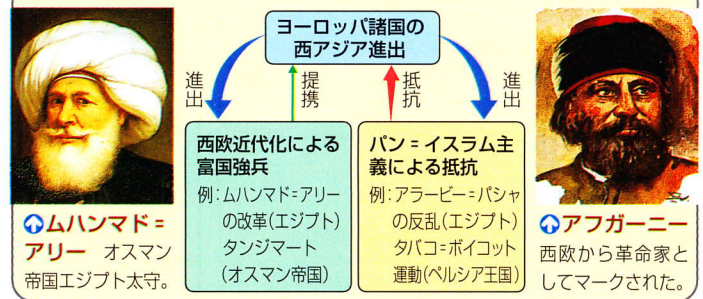 ヨーロッパ諸国の
西アジア進出
進出
提携
抵抗
進出
西欧近代化による
富国強兵
例:ムハンマド=アリー
の改革(エジプト)
タンジマート
(オスマン帝国)
パン=イスラム主
義による抵抗
例:アラービー=パシャ
の反乱(エジプト)
タバコ=ボイコット
運動(ペルシア王国)
ムハンマド=
アリー オスマン
帝国エジプト太守。
アフガーニー
西欧から革命家と
してマークされた。